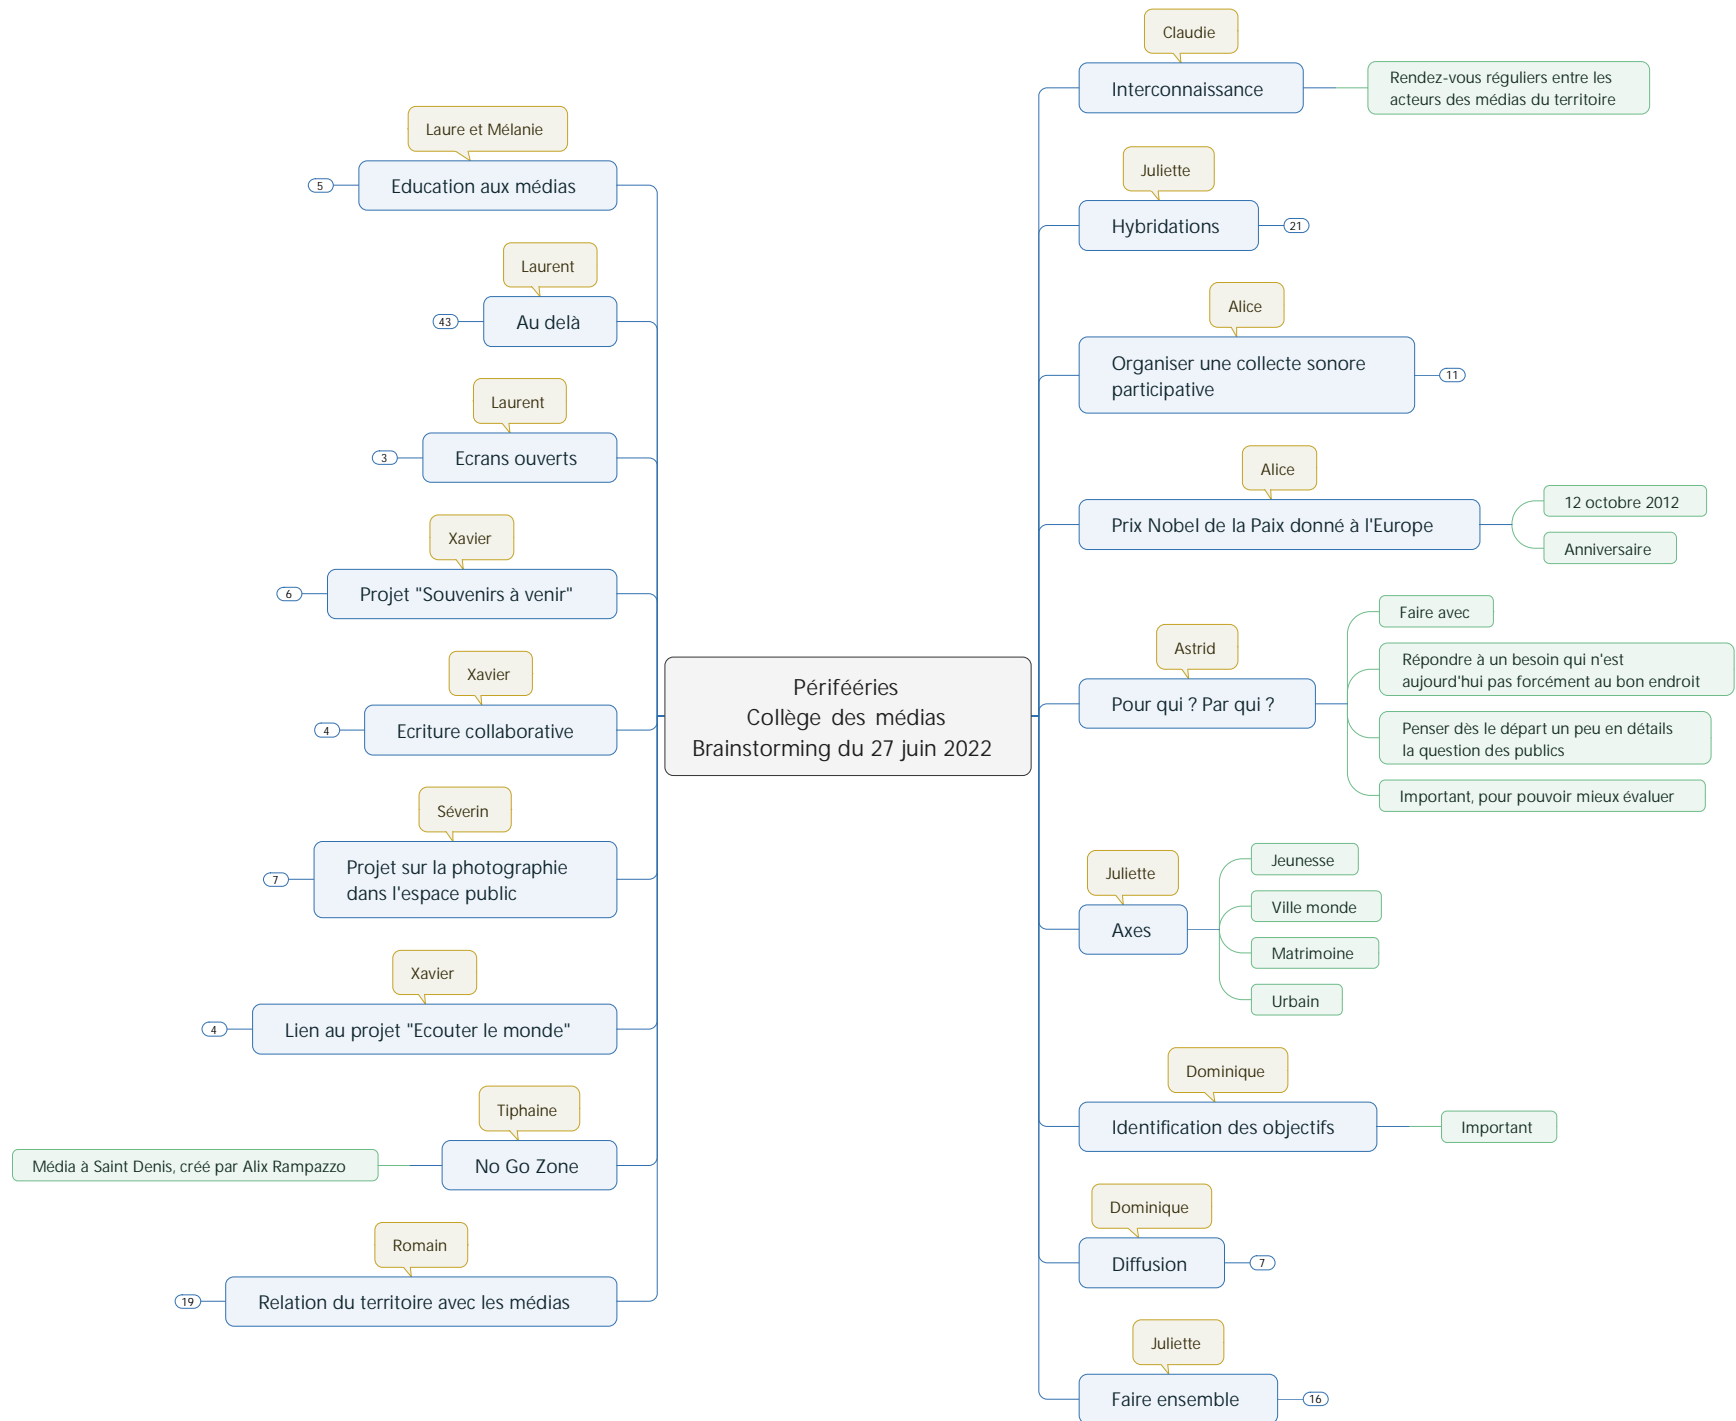 Périfééries
Collège des médias
Brainstorming du 27 juin 2022
Claudie
Interconnaissance
Rendez-vous réguliers entre les
acteurs des médias du territoire
Juliette
Hybridations
21
Alice
Organiser une collecte sonore
participative
11
Alice
Prix Nobel de la Paix donné à l'Europe
12 octobre 2012
Anniversaire
Astrid
Pour qui ? Par qui ?
Faire avec
Répondre à un besoin qui n'est
aujourd'hui pas forcément au bon endroit
Penser dès le départ un peu en détails
la question des publics
Important, pour pouvoir mieux évaluer
Juliette
Axes
Jeunesse
Ville monde
Matrimoine
Urbain
Dominique
Identification des objectifs
Important
Dominique
Diffusion
7
Juliette
Faire ensemble
16
Laure et Mélanie
Education aux médias
5
Laurent
Au delà
43
Laurent
Ecrans ouverts
3
Xavier
Projet "Souvenirs à venir"
6
Xavier
Ecriture collaborative
4
Séverin
Projet sur la photographie
dans l'espace public
7
Xavier
Lien au projet "Ecouter le monde"
4
Tiphaine
No Go Zone
Média à Saint Denis, créé par Alix Rampazzo
Romain
Relation du territoire avec les médias
19